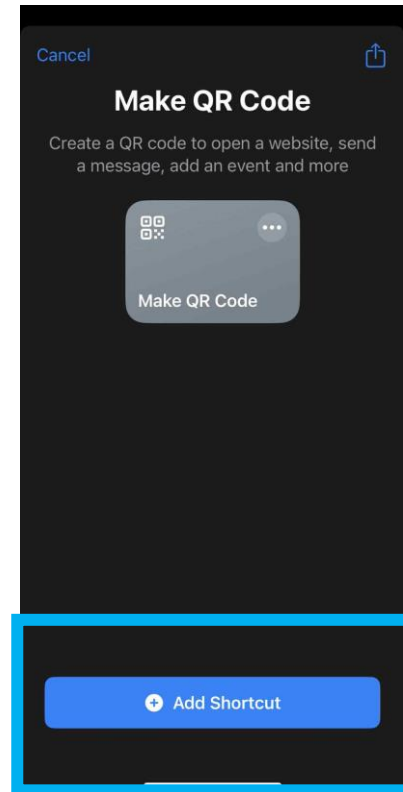 Cancel
Make QR Code
Create a QR code to open a website, send
a message, add an event and more
Make QR Code
Add Shortcut